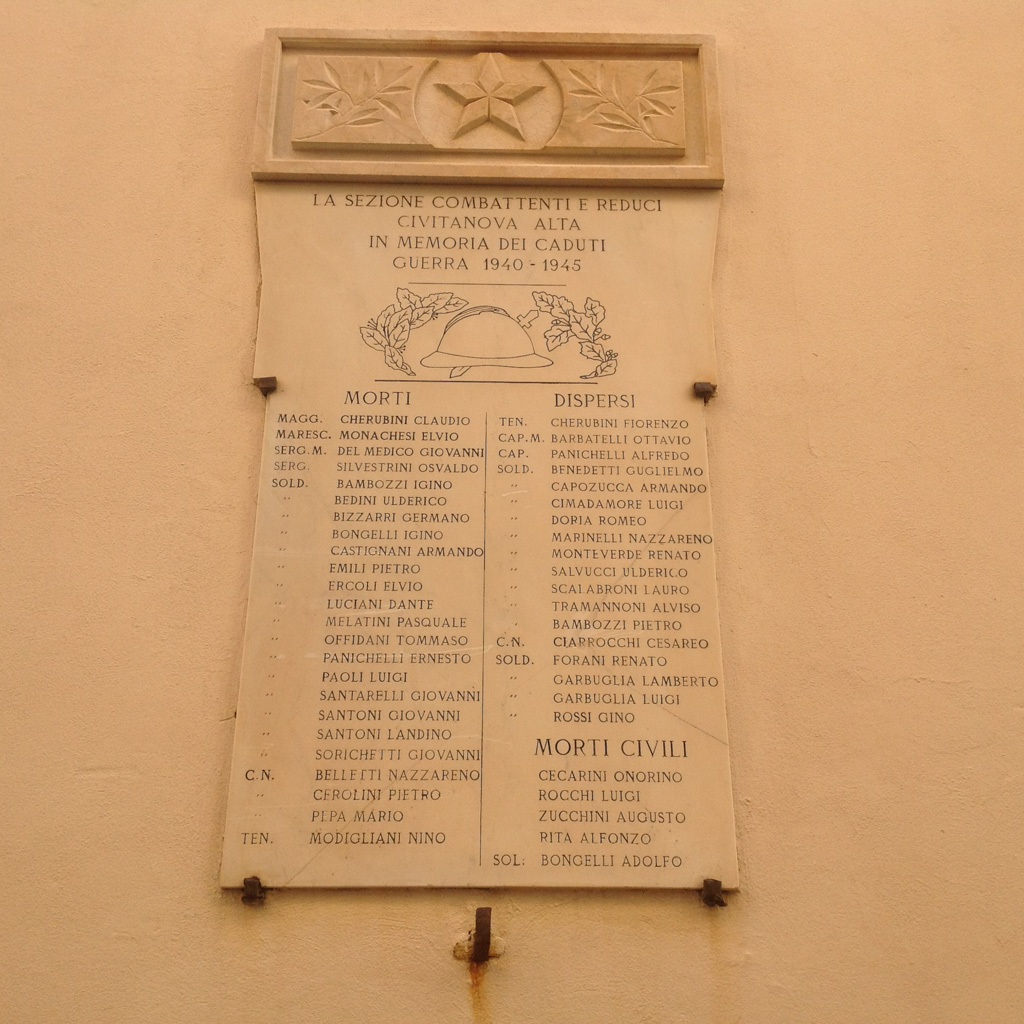 LA SEZIONE COMBATTENTI E REDUCI
CIVITANOVA ALTA
IN MEMORIA DEI CADUTI
GUERRA 1940 - 1945
MORTI
MAGG. CHERUBINI CLAUDIO
MARESC. MONACHESI ELVIO
SERG.M. DEL MEDICO GIOVANNI
SERG. SILVESTRINI OSVALDO
SOLD. BAMBOZZI IGINO
" BEDINI ULDERICO
" BIZZARRI GERMANO
" BONGELLI IGINO
" CASTIGNANI ARMANDO
" EMILI PIETRO
" ERCOLI ELVIO
" LUCIANI DANTE
" MELATINI PASQUALE
" OFFIDANI TOMMASO
" PANICHELLI ERNESTO
" PAOLI LUIGI
" SANTARELLI GIOVANNI
" SANTONI GIOVANNI
" SANTONI LANDINO
" SORICHETTI GIOVANNI
C.N. BELLETTI NAZZARENO
" CEROLINI PIETRO
" PEPA MARIO
TEN. MODIGLIANI NINO
DISPERSI
TEN. CHERUBINI FIORENZO
CAP.M. BARBATELLI OTTAVIO
CAP. PANICHELLI ALFREDO
SOLD. BENEDETTI GUGLIELMO
" CAPOZUCCA ARMANDO
" CIMADAMORE LUIGI
" DORIA ROMEO
" MARINELLI NAZZARENO
" MONTEVERDE RENATO
" SALVUCCI ULDERICO
" SCALABRONI LAURO
" TRAMANNONI ALVISO
" BAMBOZZI PIETRO
C.N. CIARROCCHI CESAREO
SOLD. FORANI RENATO
" GARBUGLIA LAMBERTO
" GARBUGLIA LUIGI
" ROSSI GINO
MORTI CIVILI
CECARINI ONORINO
ROCCHI LUIGI
ZUCCHINI AUGUSTO
RITA ALFONZO
SOL: BONGELLI ADOLFO